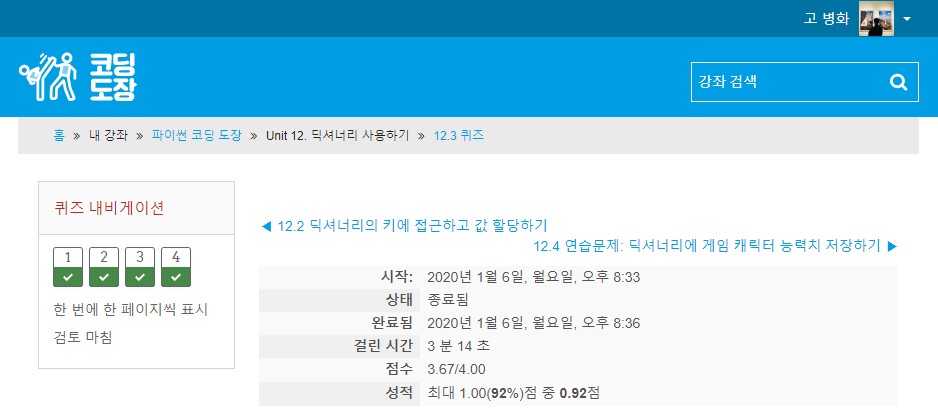 고 병화
코딩
도장
강좌 검색
홈 » 내 강좌 » 파이썬 코딩 도장 » Unit 12. 딕셔너리 사용하기 » 12.3 퀴즈
퀴즈 내비게이션
1 2 3 4
한 번에 한 페이지씩 표시
검토 마침
◀ 12.2 딕셔너리의 키에 접근하고 값 할당하기
12.4 연습문제: 딕셔너리에 게임 캐릭터 능력치 저장하기 ▶
시작: 2020년 1월 6일, 월요일, 오후 8:33
상태 종료됨
완료됨 2020년 1월 6일, 월요일, 오후 8:36
걸린 시간 3 분 14 초
점수 3.67/4.00
성적 최대 1.00(92%)점 중 0.92점